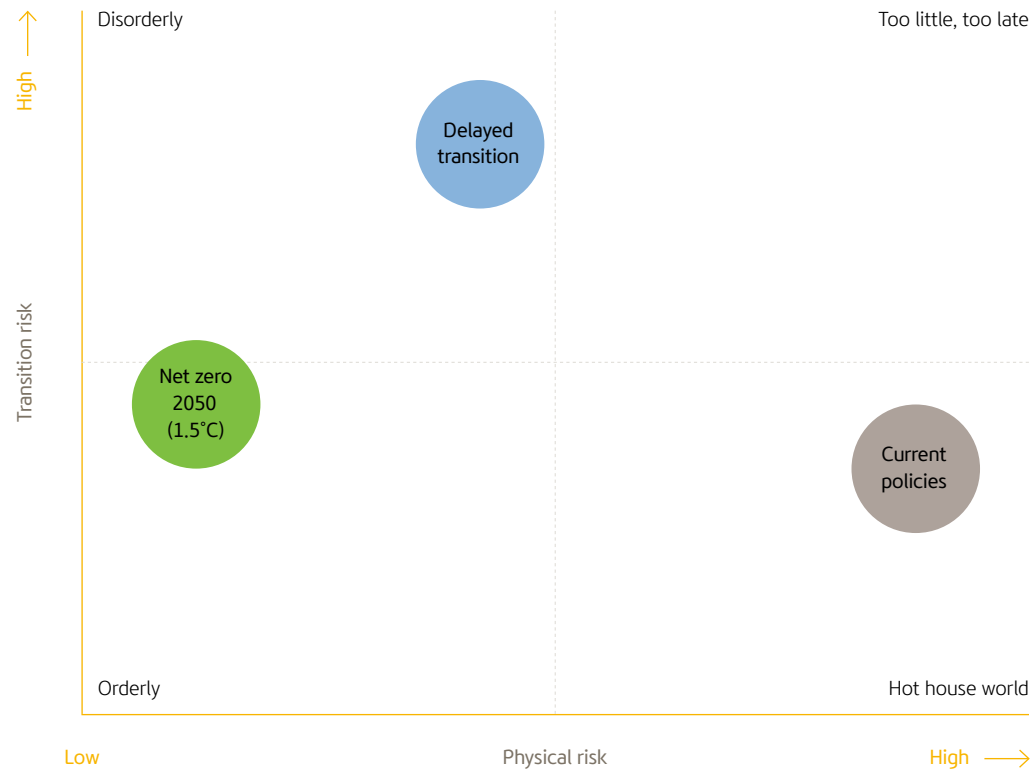 Disorderly
Too little, too late
High
Delayed
transition
Transition risk
Net zero
2050
(1.5°C)
Current
policies
Orderly
Hot house world
Low
Physical risk
High